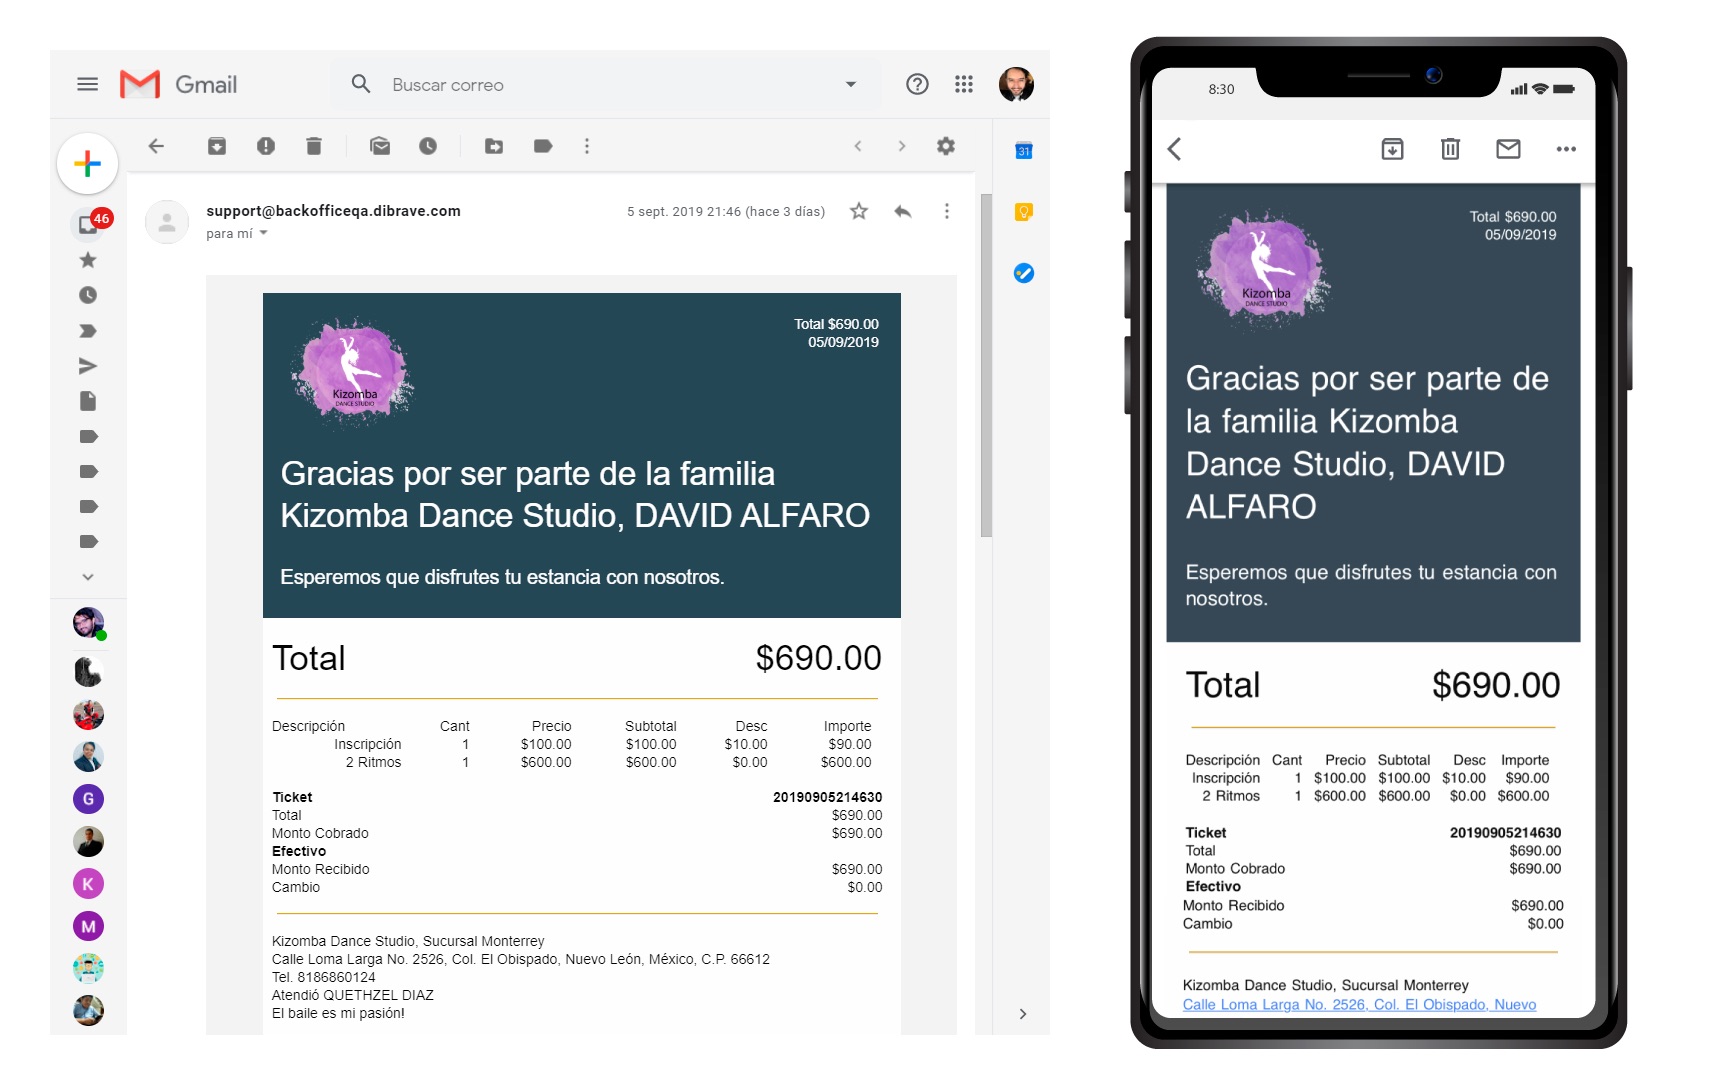 Gmail
Buscar correo
46
31
support@backofficeqa.dibrave.com
5 sept. 2019 21:46 (hace 3 días)
para mí
Kizomba
DANCE STUDIO
Total $690.00
05/09/2019
Gracias por ser parte de la familia
Kizomba Dance Studio, DAVID ALFARO
Esperemos que disfrutes tu estancia con nosotros.
Total $690.00
Descripción Cant Precio Subtotal Desc Importe
Inscripción 1 $100.00 $100.00 $10.00 $90.00
2 Ritmos 1 $600.00 $600.00 $0.00 $600.00
Ticket 20190905214630
Total $690.00
Monto Cobrado $690.00
Efectivo
Monto Recibido $690.00
Cambio $0.00
Kizomba Dance Studio, Sucursal Monterrey
Calle Loma Larga No. 2526, Col. El Obispado, Nuevo León, México, C.P. 66612
Tel. 8186860124
Atendió QUETHZEL DIAZ
El baile es mi pasión!
G
K
M
8:30
Kizomba
DANCE STUDIO
Total $690.00
05/09/2019
Gracias por ser parte de
la familia Kizomba
Dance Studio, DAVID
ALFARO
Esperemos que disfrutes tu estancia con
nosotros.
Total $690.00
Descripción Cant Precio Subtotal Desc Importe
Inscripción 1 $100.00 $100.00 $10.00 $90.00
2 Ritmos 1 $600.00 $600.00 $0.00 $600.00
Ticket 20190905214630
Total $690.00
Monto Cobrado $690.00
Efectivo
Monto Recibido $690.00
Cambio $0.00
Kizomba Dance Studio, Sucursal Monterrey
Calle Loma Larga No. 2526, Col. El Obispado, Nuevo